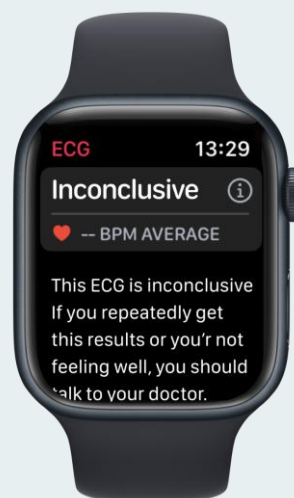 ECG 13:29
Inconclusive
-- BPM AVERAGE
This ECG is inconclusive
If you repeatedly get
this results or you'r not
feeling well, you should
talk to your doctor.